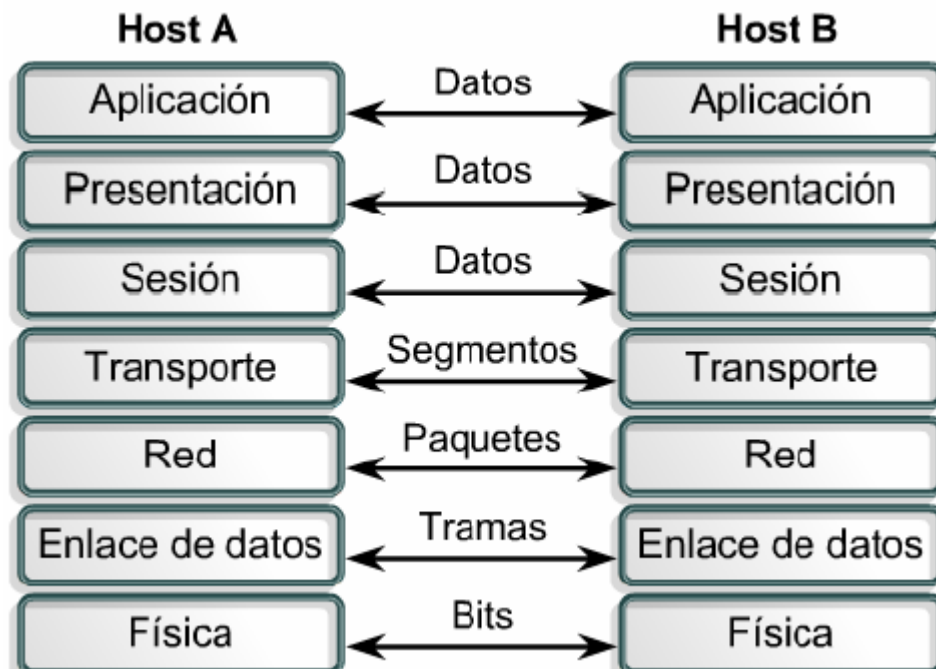 Host A Host B
Aplicación Datos Aplicación
Presentación Datos Presentación
Sesión Datos Sesión
Transporte Segmentos Transporte
Red Paquetes Red
Enlace de datos Tramas Enlace de datos
Física Bits Física